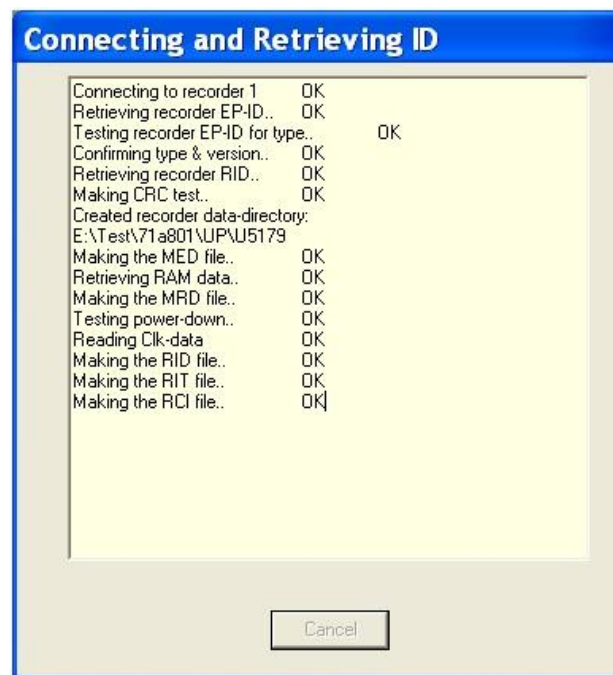 Connecting and Retrieving ID
Connecting to recorder 1 OK
Retrieving recorder EP-ID.. OK
Testing recorder EP-ID for type.. OK
Confirming type & version.. OK
Retrieving recorder RID.. OK
Making CRC test.. OK
Created recorder data-directory:
E:\Test\71a801\UP\U5179
Making the MED file.. OK
Retrieving RAM data.. OK
Making the MRD file.. OK
Testing power-down.. OK
Reading Clk-data OK
Making the RID file.. OK
Making the RIT file.. OK
Making the RCI file.. OK
Cancel